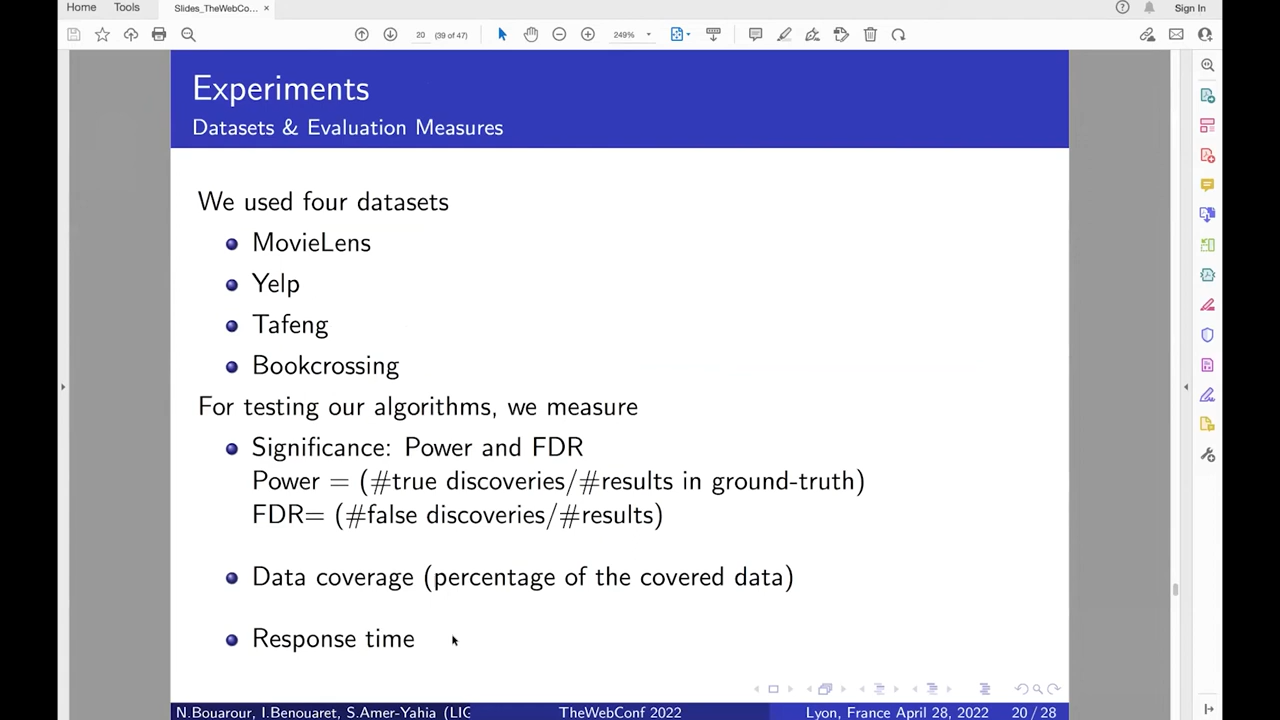 Home Tools Slides_TheWebCo... × Sign In
20 (39 of 47) 249%
Experiments
Datasets & Evaluation Measures
We used four datasets
MovieLens
Yelp
Tafeng
Bookcrossing
For testing our algorithms, we measure
Significance: Power and FDR
Power = (#true discoveries/#results in ground-truth)
FDR= (#false discoveries/#results)
Data coverage (percentage of the covered data)
Response time
N.Bouarour, I.Benouaret, S.Amer-Yahia (LIG TheWebConf 2022 Lyon, France April 28, 2022 20 / 28